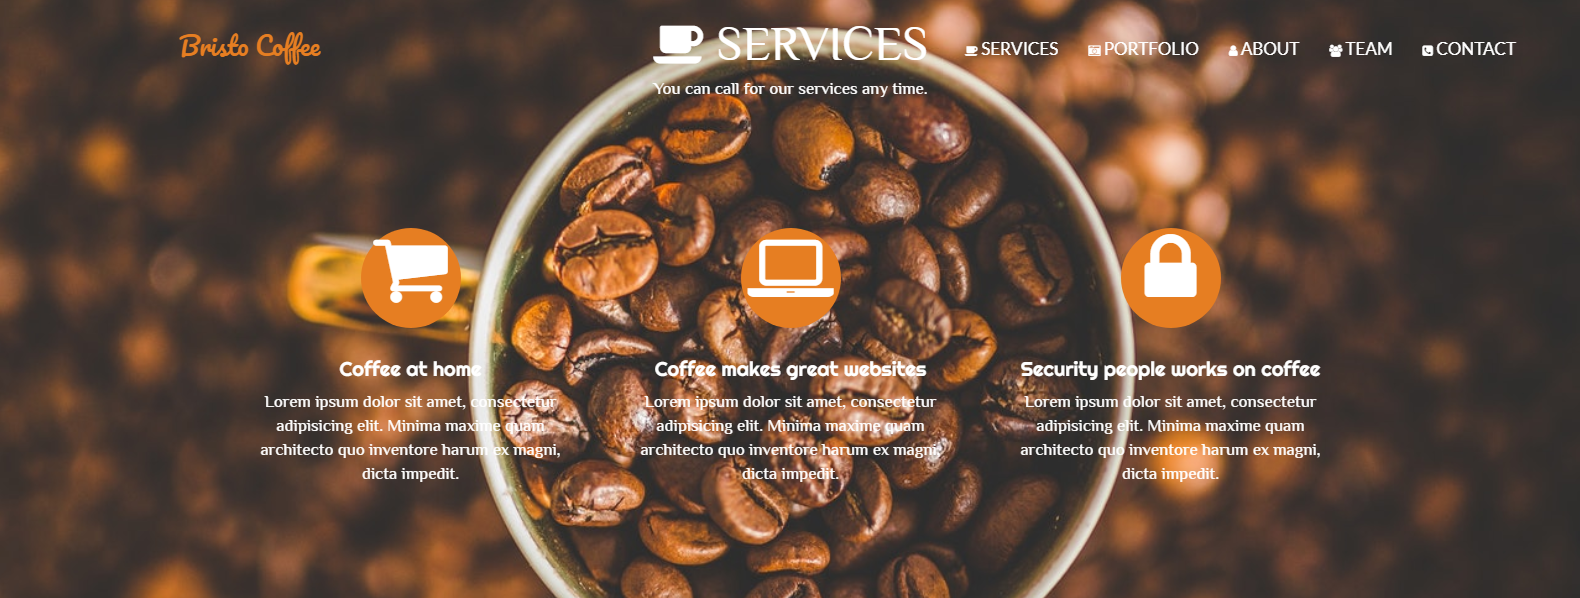 Bristo Coffee
SERVICES
SERVICES PORTFOLIO ABOUT TEAM CONTACT
You can call for our services any time.
Coffee at home
Lorem ipsum dolor sit amet, consectetur
adipisicing elit. Minima maxime quam
architecto quo inventore harum ex magni,
dicta impedit.
Coffee makes great websites
Lorem ipsum dolor sit amet, consectetur
adipisicing elit. Minima maxime quam
architecto quo inventore harum ex magni,
dicta impedit.
Security people works on coffee
Lorem ipsum dolor sit amet, consectetur
adipisicing elit. Minima maxime quam
architecto quo inventore harum ex magni,
dicta impedit.